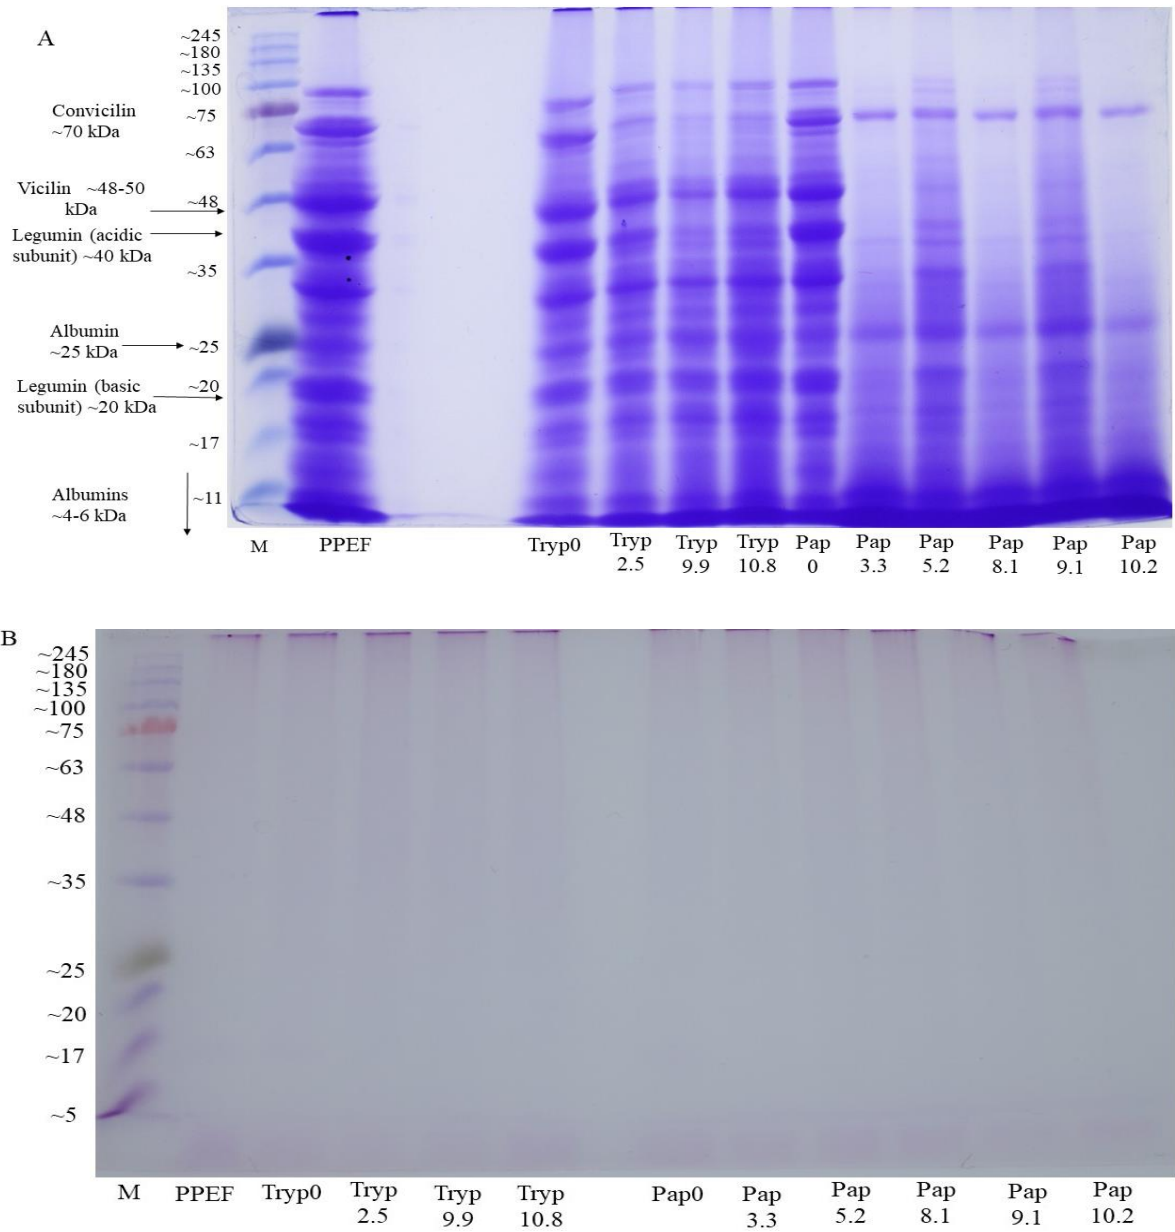 A
~245
~180
~135
~100
Convicilin
~70 kDa
~75
~63
Vicilin ~48-50
kDa
~48
Legumin (acidic
subunit) ~40 kDa
~35
Albumin
~25 kDa
~25
Legumin (basic
subunit) ~20 kDa
~20
~17
Albumins
~4-6 kDa
~11
M PPEF Tryp0 Tryp Tryp Tryp Pap Pap Pap Pap Pap Pap
2.5 9.9 10.8 0 3.3 5.2 8.1 9.1 10.2
B
~245
~180
~135
~100
~75
~63
~48
~35
~25
~20
~17
~5
M PPEF Tryp0 Tryp Tryp Tryp Pap0 Pap Pap Pap Pap Pap
2.5 9.9 10.8 3.3 5.2 8.1 9.1 10.2